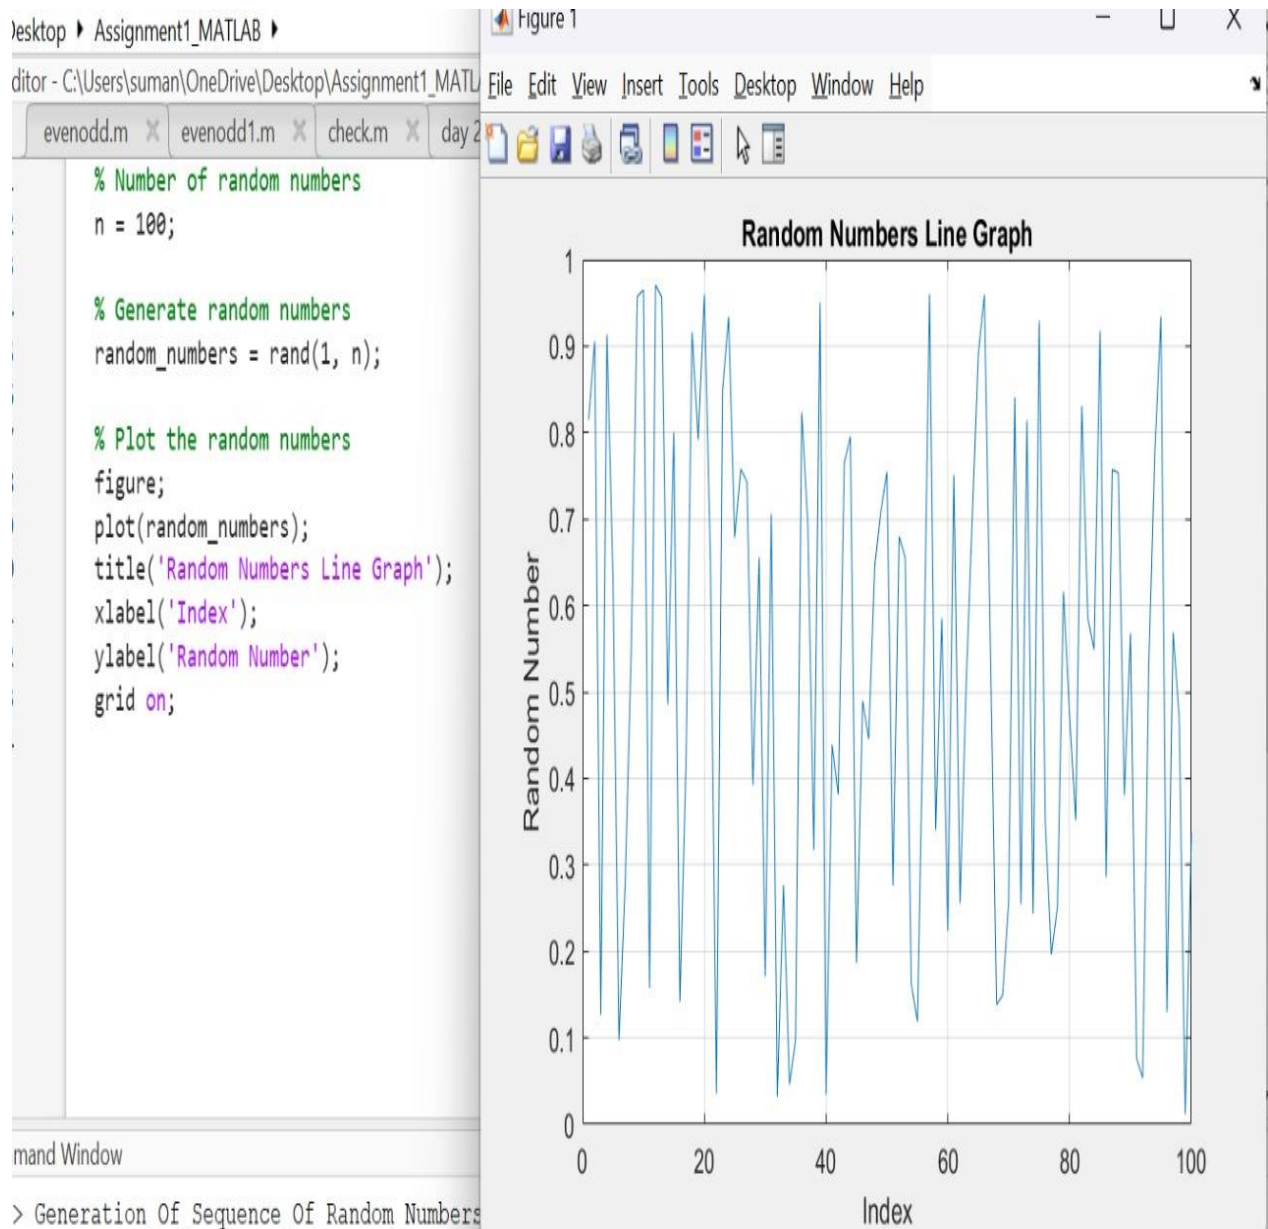 Desktop ▶ Assignment1_MATLAB ▶
ditor - C:\Users\suman\OneDrive\Desktop\Assignment1_MATL
evenodd.m
evenodd1.m
check.m
day 2
% Number of random numbers
n = 100;
% Generate random numbers
random_numbers = rand(1, n);
% Plot the random numbers
figure;
plot(random_numbers);
title('Random Numbers Line Graph');
xlabel('Index');
ylabel('Random Number');
grid on;
mand Window
> Generation Of Sequence Of Random Numbers
Figure 1
File Edit View Insert Tools Desktop Window Help
Random Numbers Line Graph
1
0.9
0.8
0.7
0.6
0.5
0.4
0.3
0.2
0.1
0
Random Number
0 20 40 60 80 100
Index